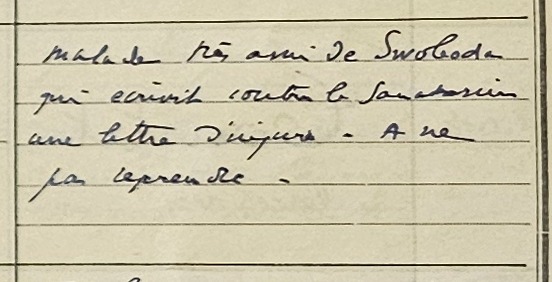 malade très ami de Swoboda
qui écrivit contre le Sanatorium
une lettre d'injures - A ne
pas reprendre -